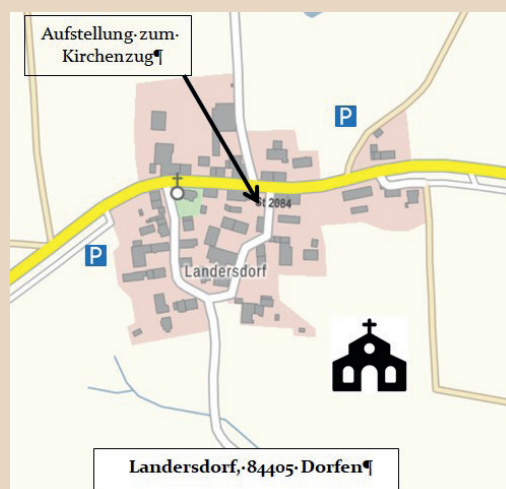 Aufstellung·zum·
Kirchenzug¶
P
St 2084
P
Landersdorf
Landersdorf,·84405·Dorfen¶